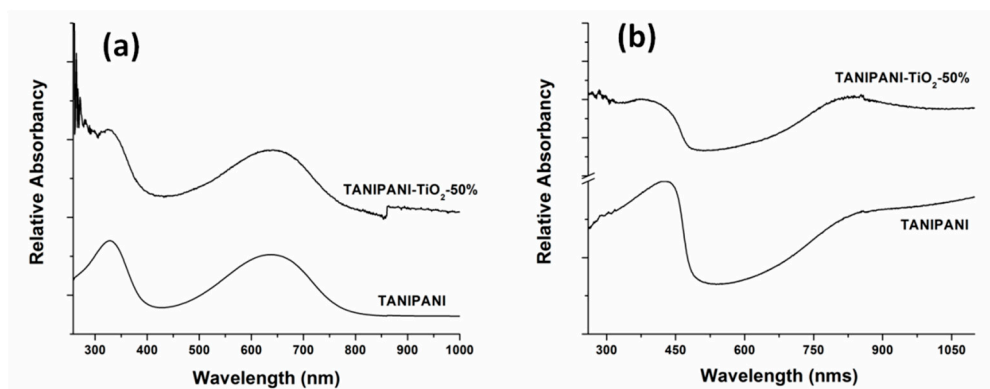 (a)
Relative Absorbancy
TANIPANI-TiO₂-50%
TANIPANI
300 400 500 600 700 800 900 1000
Wavelength (nm)
(b)
Relative Absorbancy
TANIPANI-TiO₂-50%
TANIPANI
300 450 600 750 900 1050
Wavelength (nms)